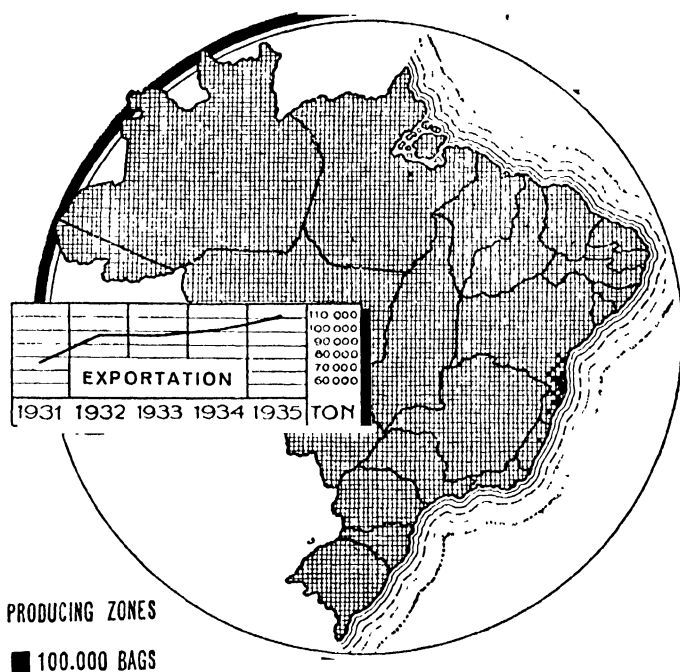 110 000
100 000
90 000
80 000
70 000
60 000
EXPORTATION
1931 1932 1933 1934 1935 TON
PRODUCING ZONES
100.000 BAGS